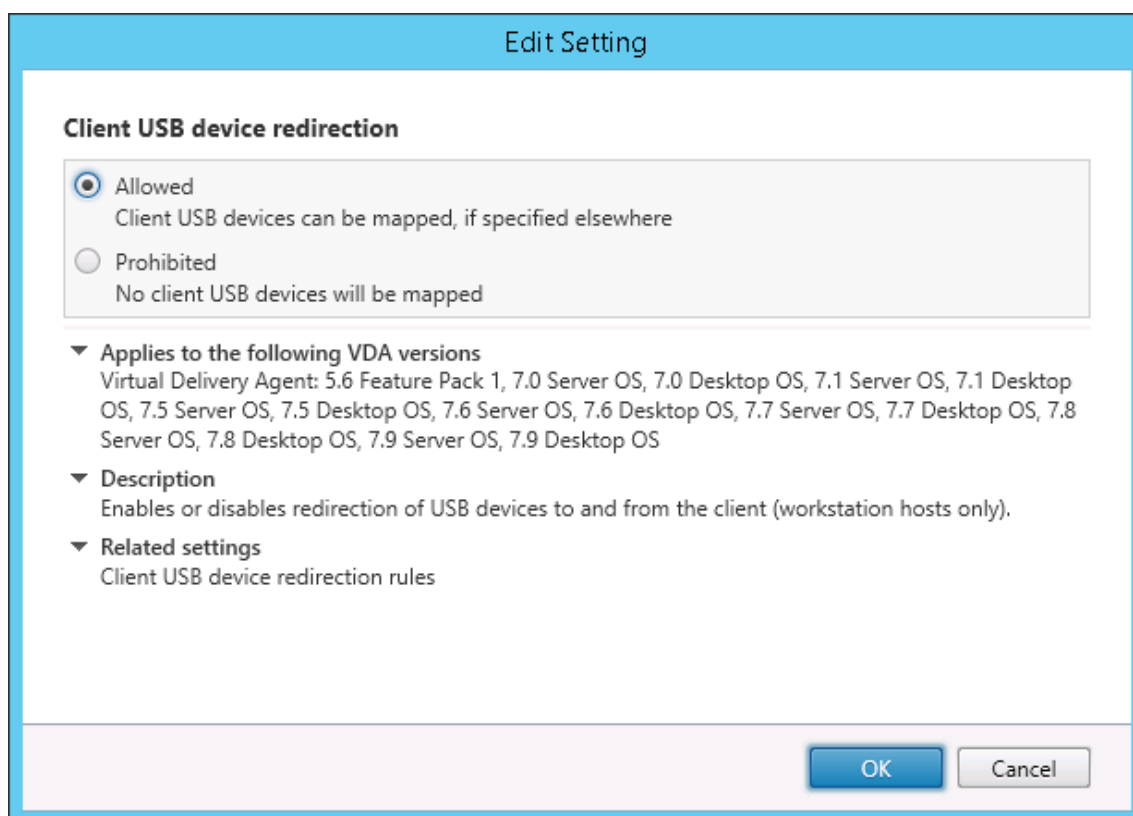 Edit Setting
Client USB device redirection
Allowed
Client USB devices can be mapped, if specified elsewhere
Prohibited
No client USB devices will be mapped
Applies to the following VDA versions
Virtual Delivery Agent: 5.6 Feature Pack 1, 7.0 Server OS, 7.0 Desktop OS, 7.1 Server OS, 7.1 Desktop
OS, 7.5 Server OS, 7.5 Desktop OS, 7.6 Server OS, 7.6 Desktop OS, 7.7 Server OS, 7.7 Desktop OS, 7.8
Server OS, 7.8 Desktop OS, 7.9 Server OS, 7.9 Desktop OS
Description
Enables or disables redirection of USB devices to and from the client (workstation hosts only).
Related settings
Client USB device redirection rules
OK
Cancel